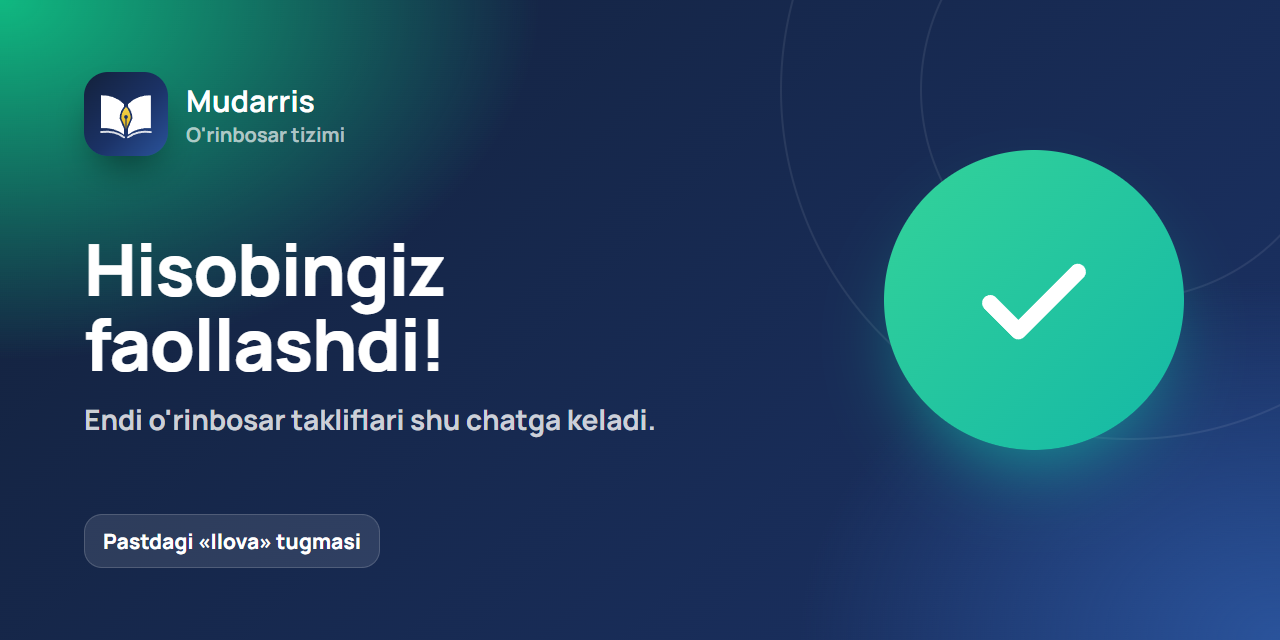 Mudarris
O'rinbosar tizimi
Hisobingiz
faollashdi!
Endi o'rinbosar takliflari shu chatga keladi.
Pastdagi «Ilova» tugmasi